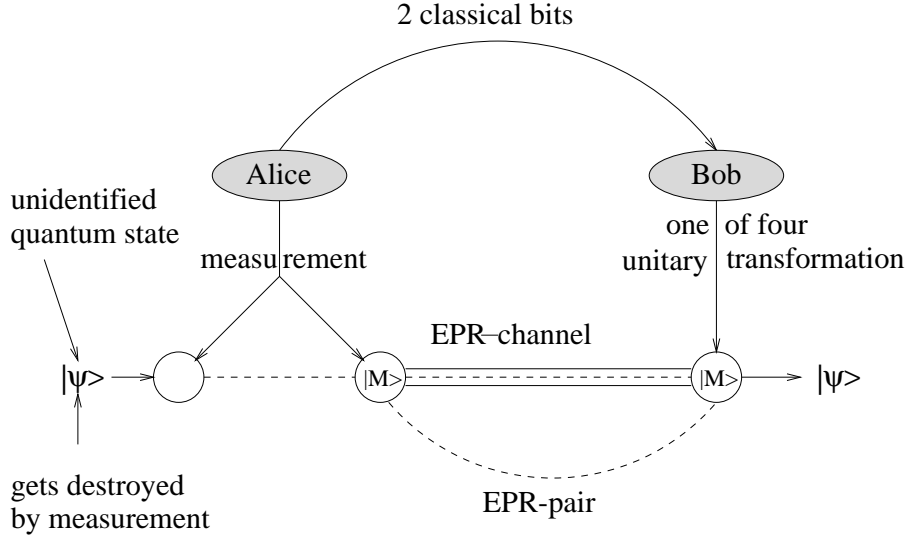 2 classical bits
Alice
Bob
unidentified
quantum state
measurement
one of four
unitary transformation
EPR–channel
|ψ>
|M>
|M>
|ψ>
gets destroyed
by measurement
EPR-pair